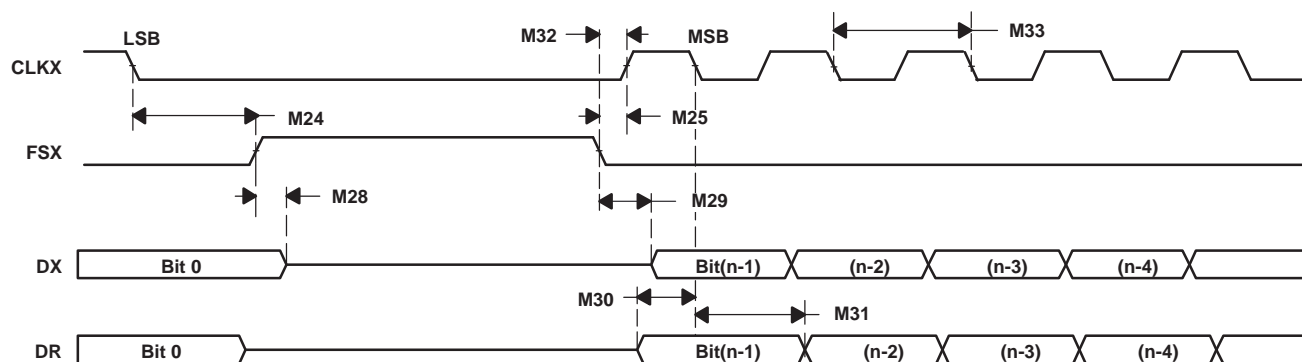 LSB
M32
MSB
M33
CLKX
M24
M25
FSX
M28
M29
DX
Bit 0
Bit(n-1)
(n-2)
(n-3)
(n-4)
M30
M31
DR
Bit 0
Bit(n-1)
(n-2)
(n-3)
(n-4)